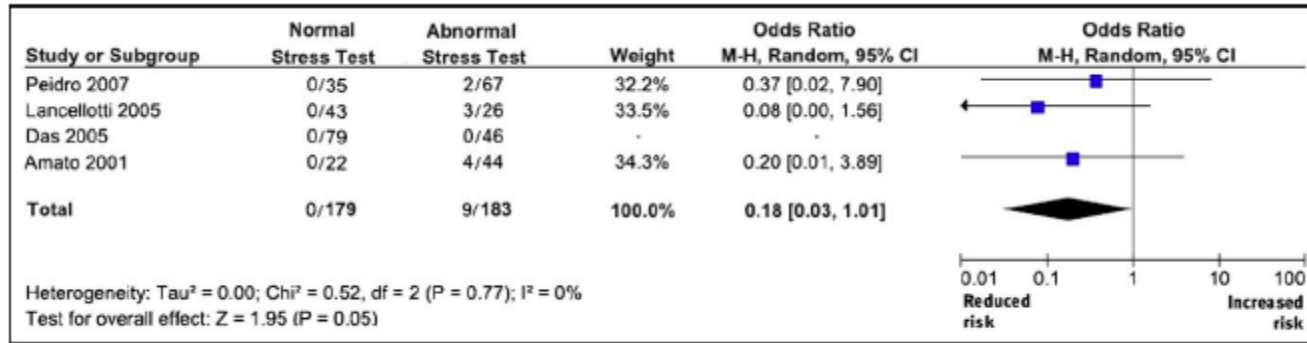 Normal Abnormal Odds Ratio Odds Ratio
Study or Subgroup Stress Test Stress Test Weight M-H, Random, 95% CI M-H, Random, 95% CI
Peidro 2007 0/35 2/67 32.2% 0.37 [0.02, 7.90]
Lancellotti 2005 0/43 3/26 33.5% 0.08 [0.00, 1.56]
Das 2005 0/79 0/46 - -
Amato 2001 0/22 4/44 34.3% 0.20 [0.01, 3.89]
Total 0/179 9/183 100.0% 0.18 [0.03, 1.01]
0.01 0.1 1 10 100
Heterogeneity: Tau² = 0.00; Chi² = 0.52, df = 2 (P = 0.77); I² = 0%
Reduced Increased
Test for overall effect: Z = 1.95 (P = 0.05)
risk risk